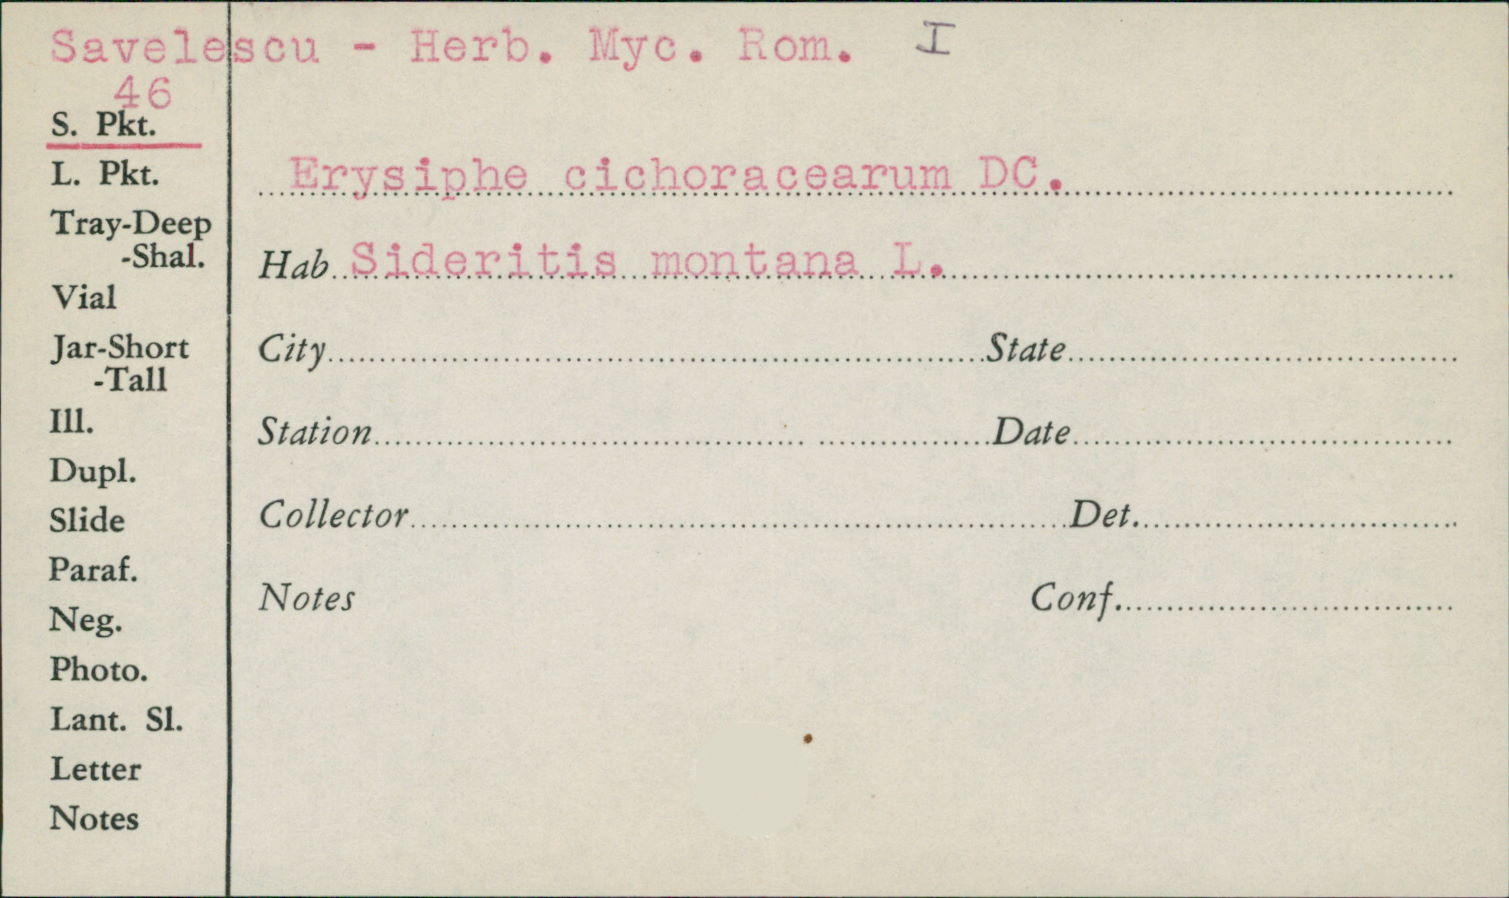 Savelescu - Herb. Myc. Rom. I
46
S. Pkt.
L. Pkt.
Tray-Deep
-Shal.
Vial
Jar-Short
-Tall
Ill.
Dupl.
Slide
Paraf.
Neg.
Photo.
Lant. Sl.
Letter
Notes
Erysiphe cichoracearum DC.
Hab Sideritis montana L.
City State
Station Date
Collector Det.
Notes Conf.